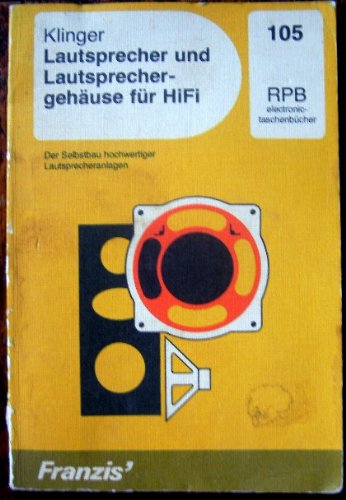 Klinger
Lautsprecher und
Lautsprecher-
gehäuse für HiFi
105
RPB
electronic-
taschenbücher
Der Selbstbau hochwertiger
Lautsprecheranlagen
Franzis'